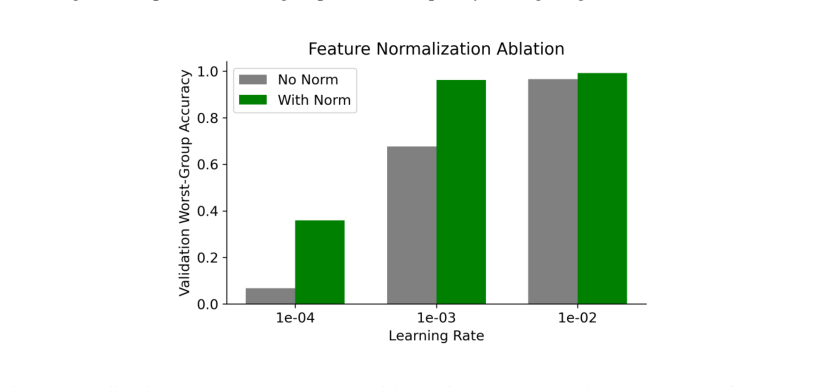 Feature Normalization Ablation
No Norm
With Norm
Validation Worst-Group Accuracy
1.0
0.8
0.6
0.4
0.2
0.0
1e-04
1e-03
1e-02
Learning Rate